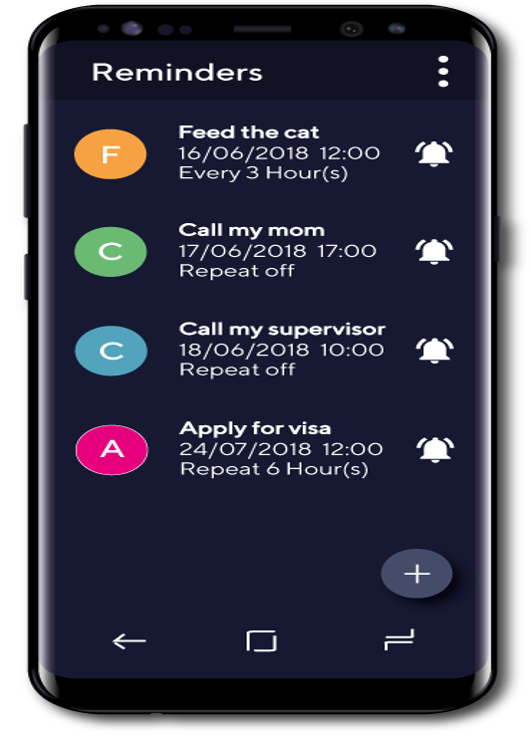 Reminders
F
Feed the cat
16/06/2018 12:00
Every 3 Hour(s)
C
Call my mom
17/06/2018 17:00
Repeat off
C
Call my supervisor
18/06/2018 10:00
Repeat off
A
Apply for visa
24/07/2018 12:00
Repeat 6 Hour(s)